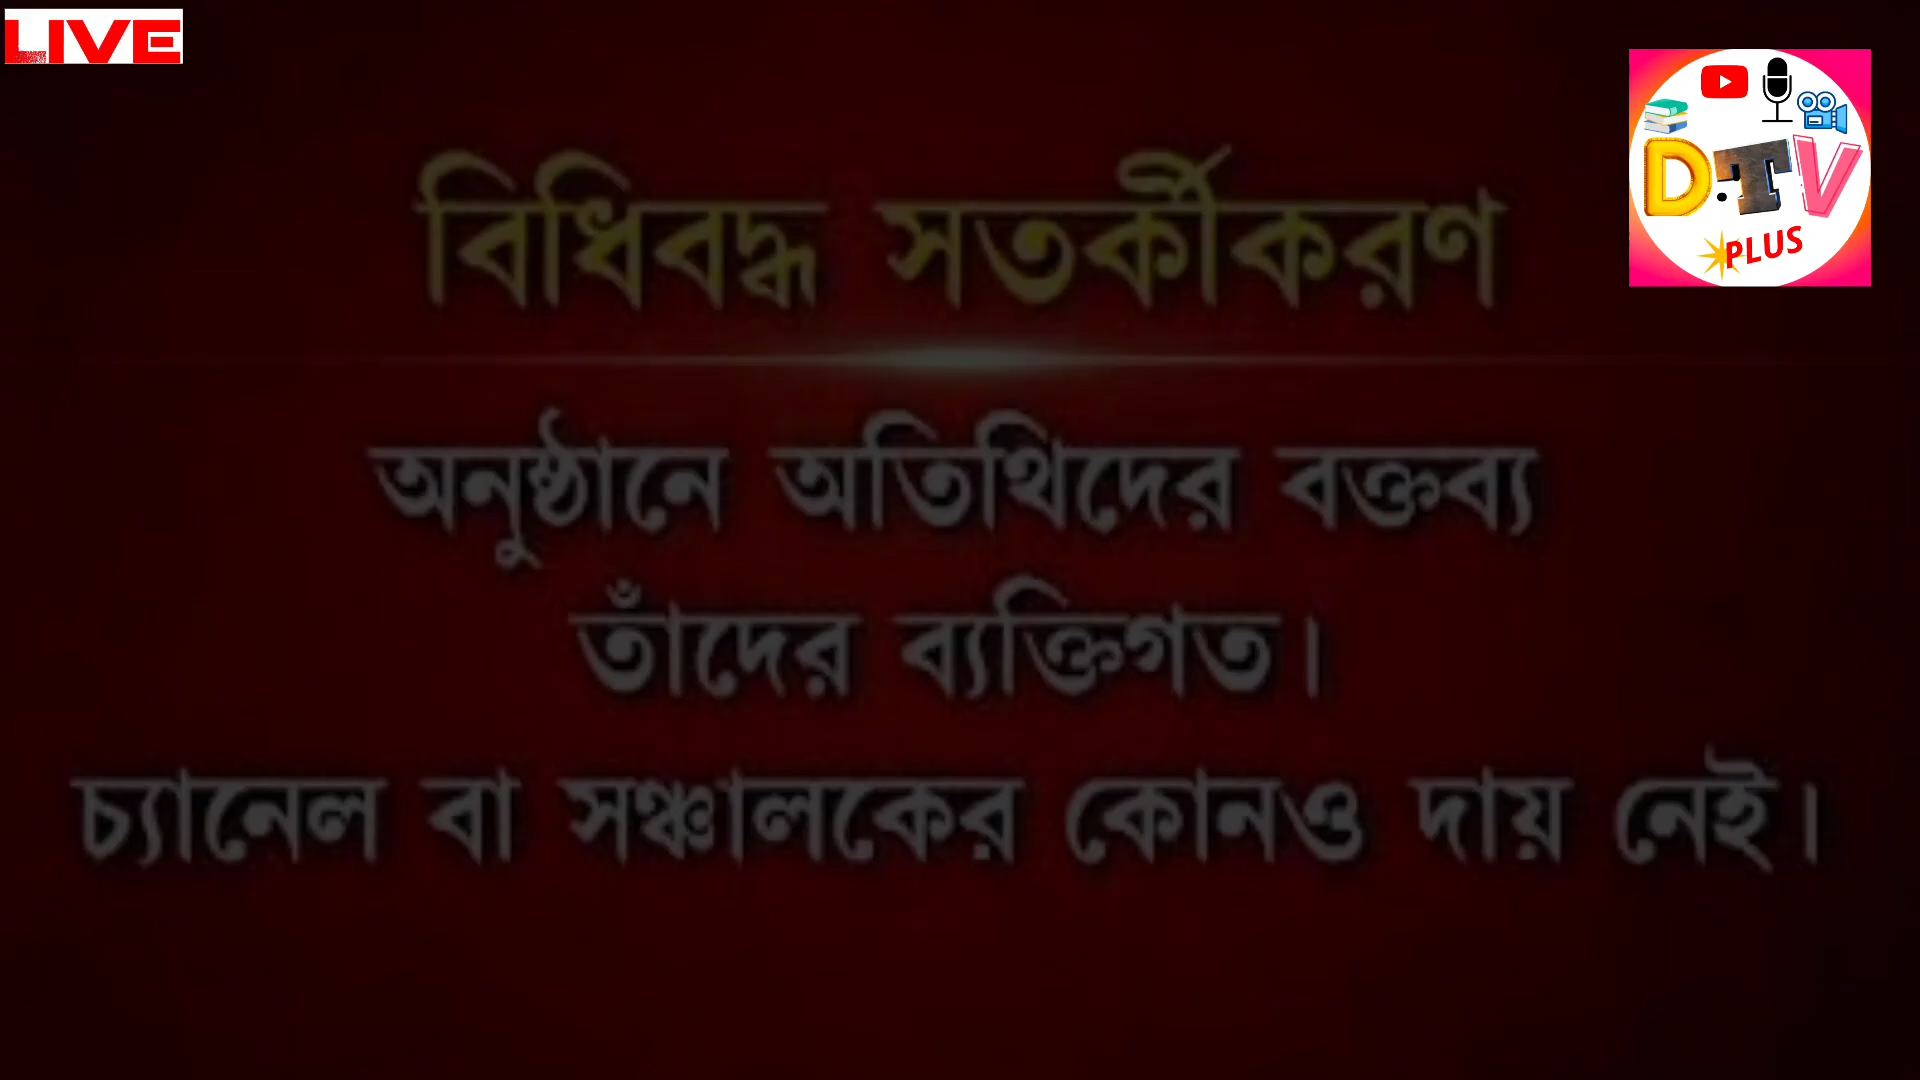 LIVE
D.TV
PLUS
বিধিবদ্ধ সতর্কীকরণ
অনুষ্ঠানে অতিথিদের বক্তব্য
তাঁদের ব্যক্তিগত।
চ্যানেল বা সঞ্চালকের কোনও দায় নেই।